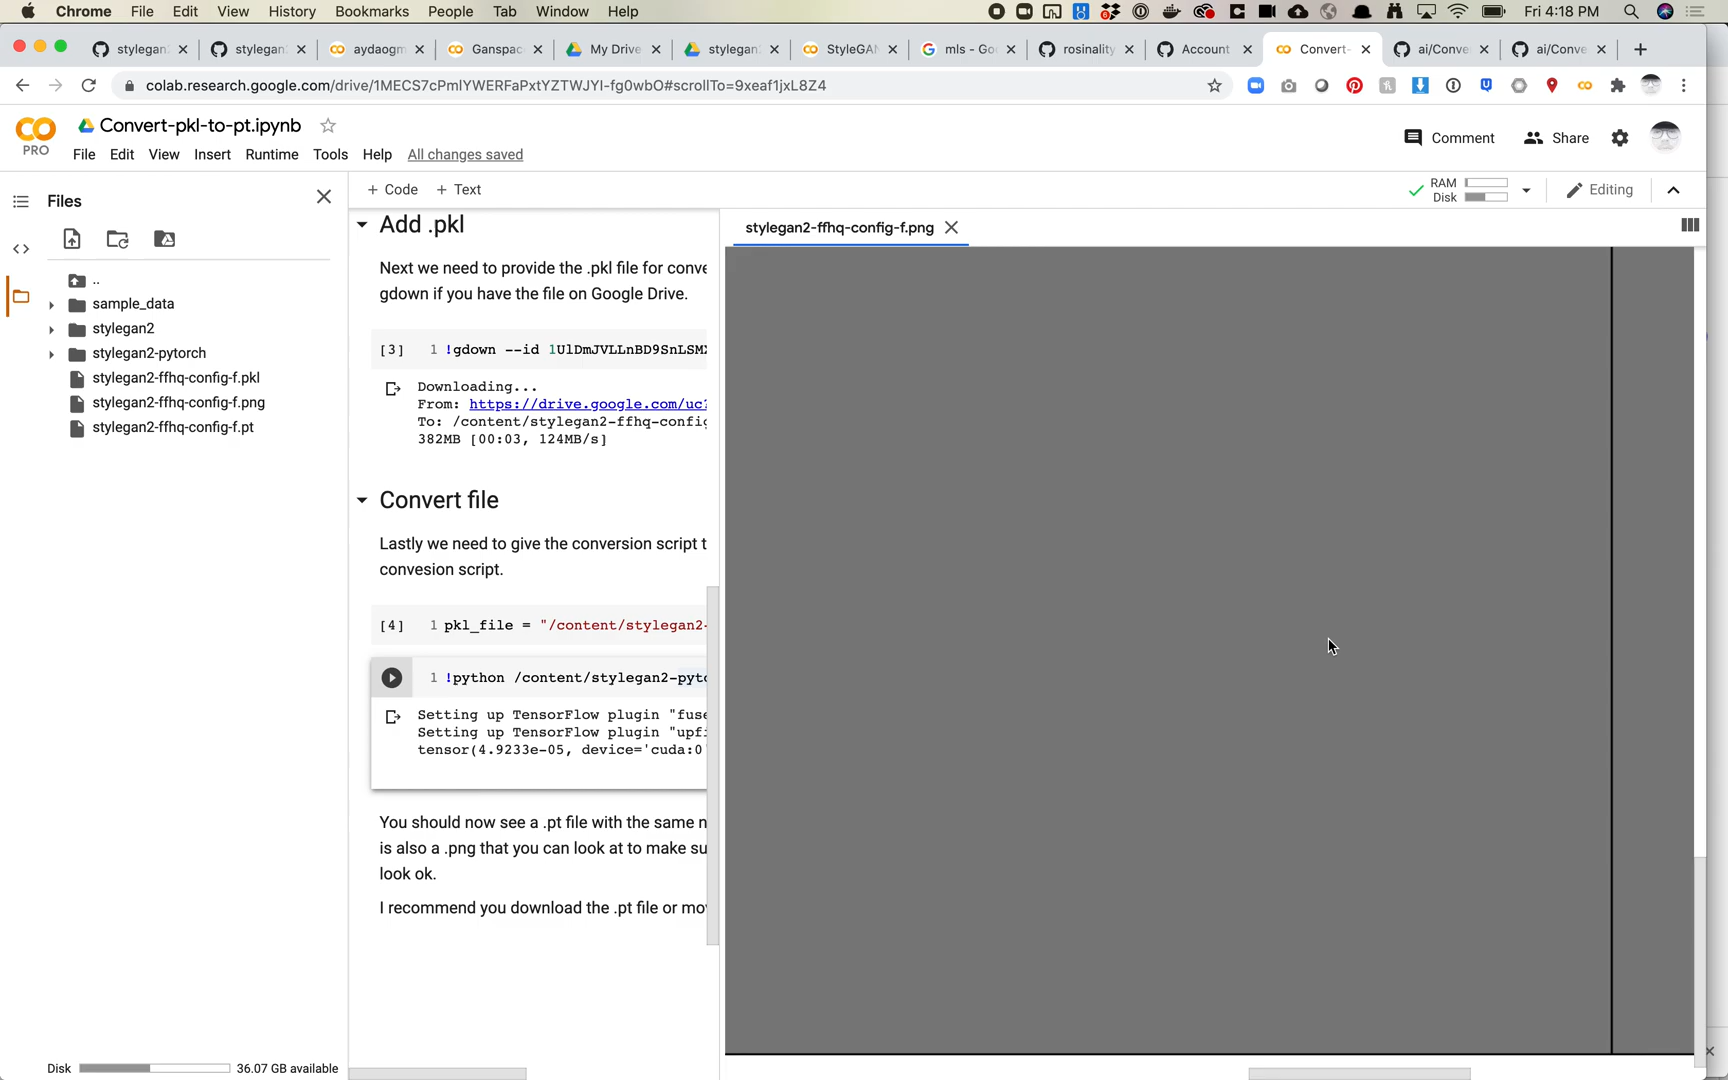 Chrome File Edit View History Bookmarks People Tab Window Help Fri 4:18 PM
stylegan stylegan aydaogm Ganspac My Drive stylegan StyleGAN mls - Go rosinality Account Convert- ai/Conve ai/Conve
colab.research.google.com/drive/1MECS7cPmlYWERFaPxtYZTWJYI-fg0wbO#scrollTo=9xeaf1jxL8Z4
Convert-pkl-to-pt.ipynb
PRO
File Edit View Insert Runtime Tools Help All changes saved
Comment Share
Files
+ Code + Text
RAM
Disk
Editing
..
sample_data
stylegan2
stylegan2-pytorch
stylegan2-ffhq-config-f.pkl
stylegan2-ffhq-config-f.png
stylegan2-ffhq-config-f.pt
Disk 36.07 GB available
Add .pkl
Next we need to provide the .pkl file for conve
gdown if you have the file on Google Drive.
[3] 1 !gdown --id 1UlDmJVLLnBD9SnLSMX
Downloading...
From: https://drive.google.com/uc?
To: /content/stylegan2-ffhq-config
382MB [00:03, 124MB/s]
Convert file
Lastly we need to give the conversion script t
convesion script.
[4] 1 pkl_file = "/content/stylegan2-
1 !python /content/stylegan2-pyto
Setting up TensorFlow plugin "fuse
Setting up TensorFlow plugin "upfi
tensor(4.9233e-05, device='cuda:0'
You should now see a .pt file with the same n
is also a .png that you can look at to make su
look ok.
I recommend you download the .pt file or mo
stylegan2-ffhq-config-f.png